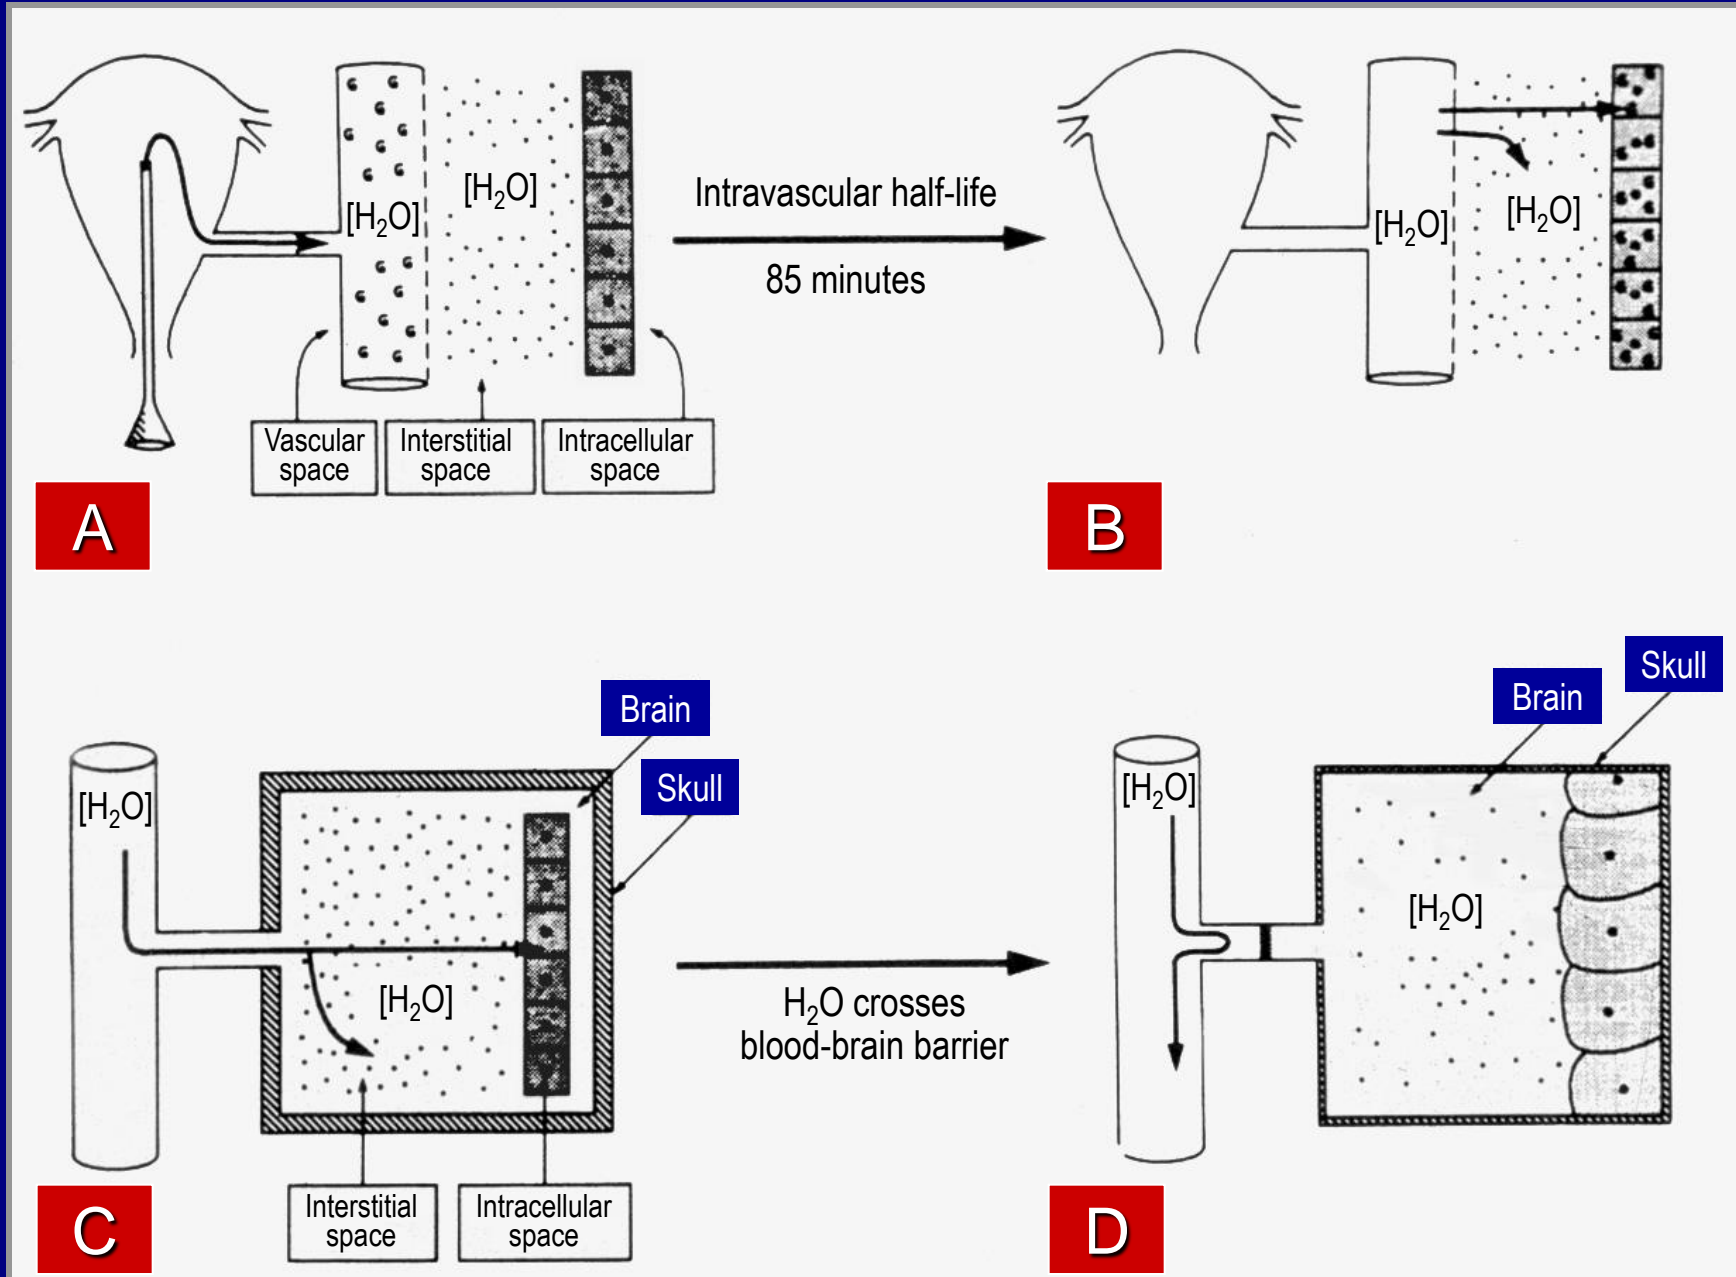 [H₂O]
[H₂O]
Vascular
space
Interstitial
space
Intracellular
space
A
Intravascular half-life
85 minutes
[H₂O]
[H₂O]
B
Brain
Skull
[H₂O]
[H₂O]
Interstitial
space
Intracellular
space
C
H₂O crosses
blood-brain barrier
Brain
Skull
[H₂O]
[H₂O]
D